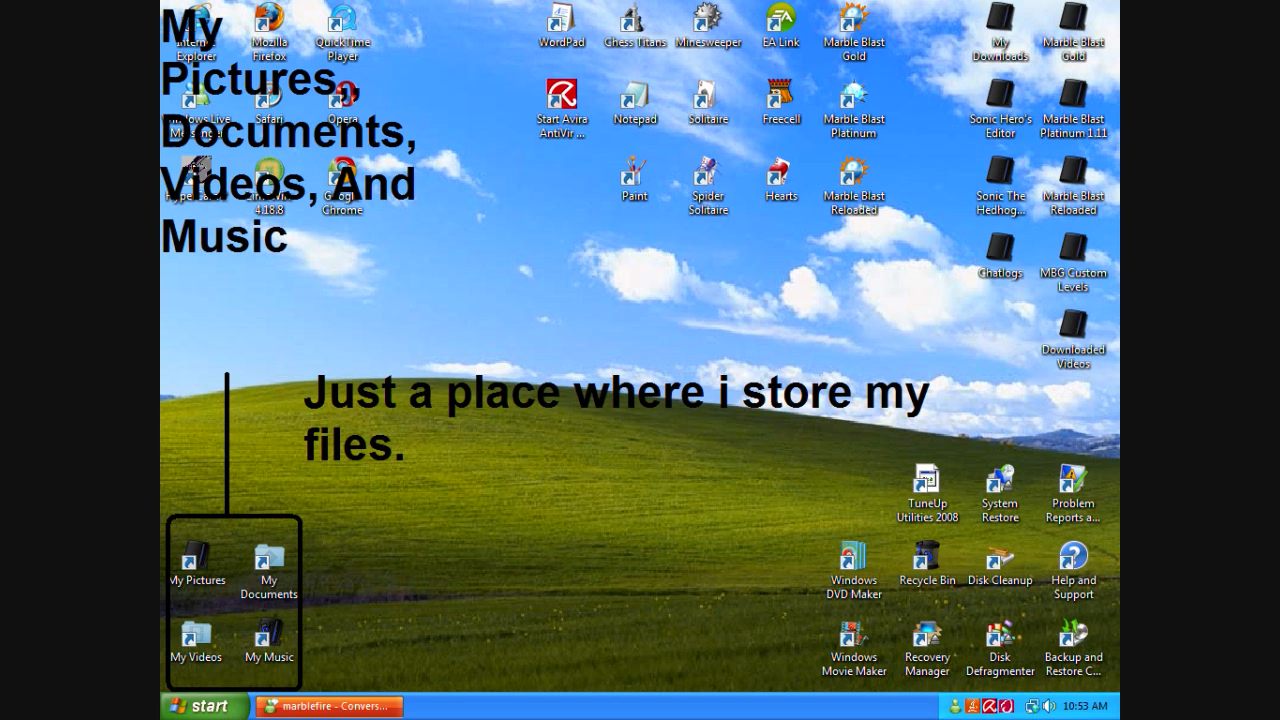 My
Pictures,
Documents,
Videos, And
Music
Internet
Explorer
Mozilla
Firefox
QuickTime
Player
WordPad
Chess Titans
Minesweeper
EA Link
Marble Blast
Gold
My
Downloads
Marble Blast
Gold
Windows Live
Messenger
Safari
Opera
Start Avira
AntiVir ...
Notepad
Solitaire
Freecell
Marble Blast
Platinum
Sonic Hero's
Editor
Marble Blast
Platinum 1.11
4.18.8
Google
Chrome
Paint
Spider
Solitaire
Hearts
Marble Blast
Reloaded
Sonic The
Hedhog...
Marble Blast
Reloaded
Chatlogs
MBG Custom
Levels
Downloaded
Videos
Just a place where i store my
files.
TuneUp
Utilities 2008
System
Restore
Problem
Reports a...
My Pictures
My
Documents
Windows
DVD Maker
Recycle Bin
Disk Cleanup
Help and
Support
My Videos
My Music
Windows
Movie Maker
Recovery
Manager
Disk
Defragmenter
Backup and
Restore C...
start
marblefire - Convers...
10:53 AM